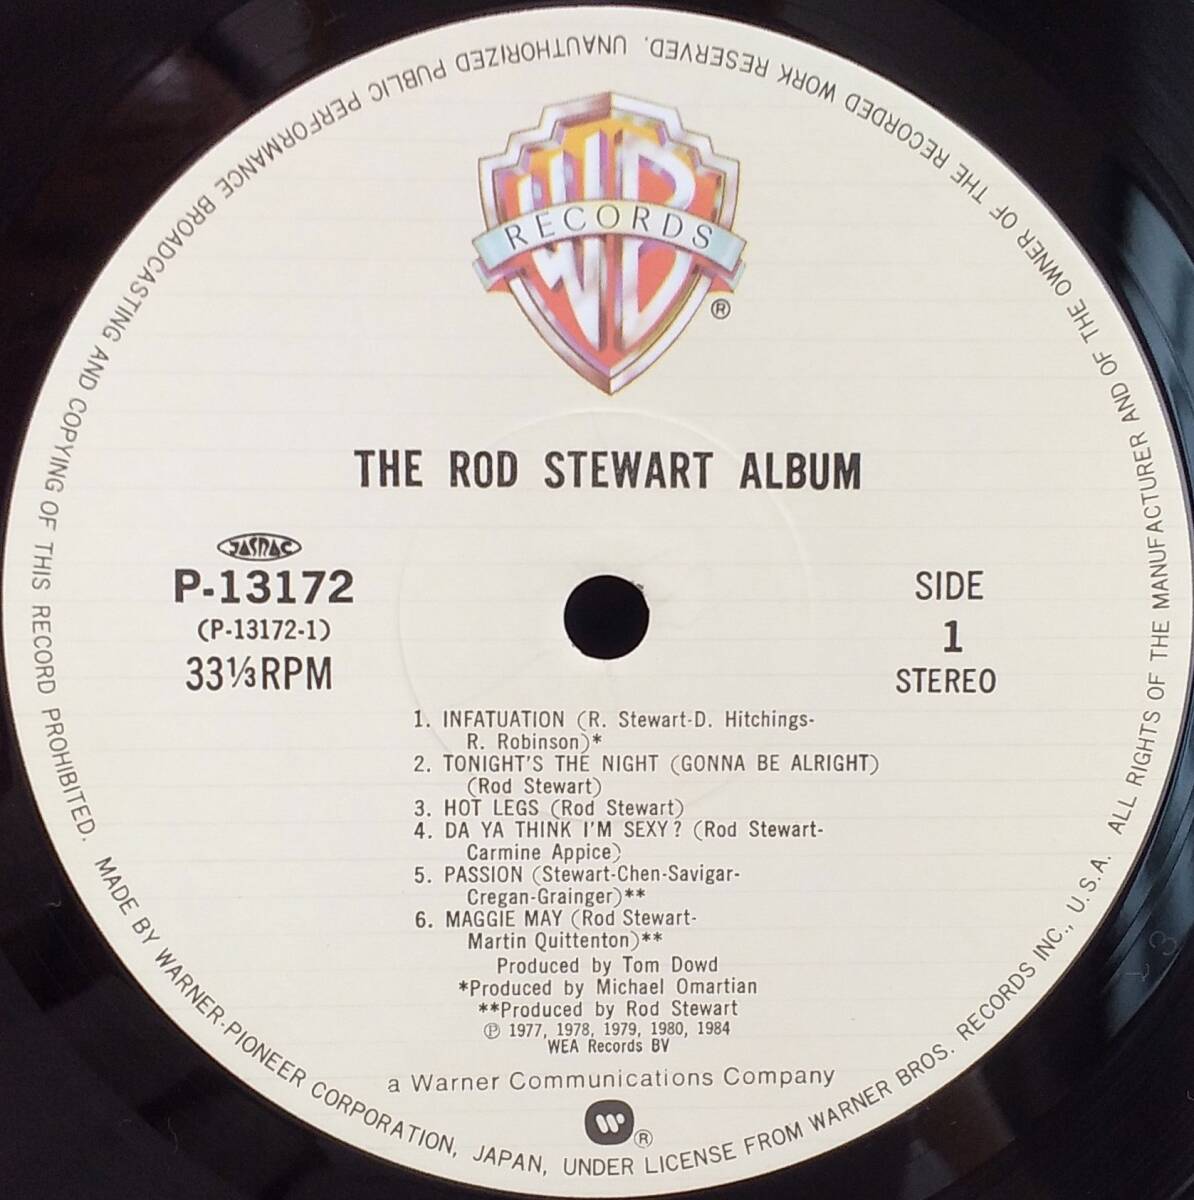 WB
RECORDS
®
THE ROD STEWART ALBUM
JASRAC
P-13172
(P-13172-1)
33⅓RPM
SIDE
1
STEREO
1. INFATUATION (R. Stewart-D. Hitchings-
R. Robinson)*
2. TONIGHT'S THE NIGHT (GONNA BE ALRIGHT)
(Rod Stewart)
3. HOT LEGS (Rod Stewart)
4. DA YA THINK I'M SEXY? (Rod Stewart-
Carmine Appice)
5. PASSION (Stewart-Chen-Savigar-
Cregan-Grainger)**
6. MAGGIE MAY (Rod Stewart-
Martin Quittenton)**
Produced by Tom Dowd
*Produced by Michael Omartian
**Produced by Rod Stewart
℗ 1977, 1978, 1979, 1980, 1984
WEA Records BV
a Warner Communications Company
®
MADE BY WARNER-PIONEER CORPORATION, JAPAN, UNDER LICENSE FROM WARNER BROS. RECORDS INC., U.S.A. ALL RIGHTS OF THE MANUFACTURER AND OF THE OWNER OF THE RECORDED WORK RESERVED. UNAUTHORIZED PUBLIC PERFORMANCE BROADCASTING AND COPYING OF THIS RECORD PROHIBITED.